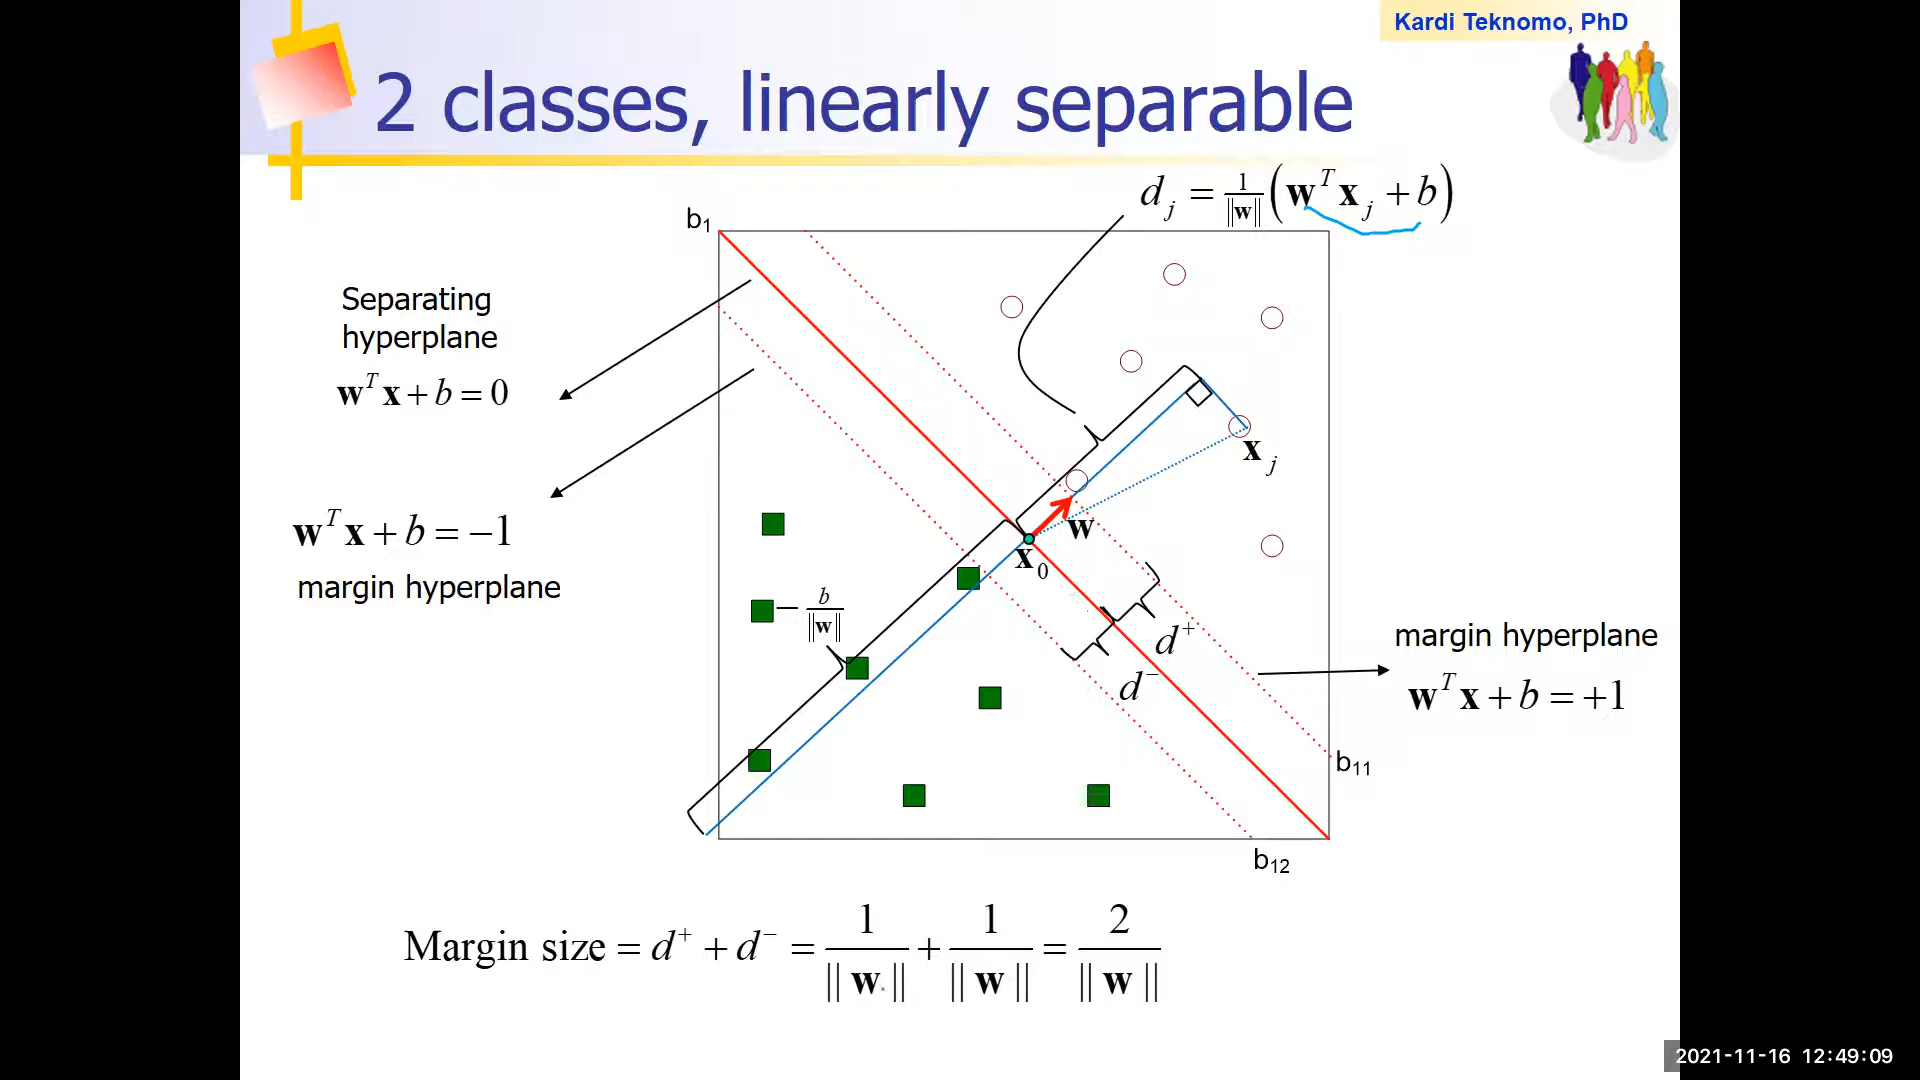 Kardi Teknomo, PhD
2 classes, linearly separable
d_j = 1/||w|| (w^T x_j + b)
b₁
Separating
hyperplane
w^T x + b = 0
x_j
w
x₀
w^T x + b = −1
margin hyperplane
− b/||w||
d⁺
d⁻
margin hyperplane
w^T x + b = +1
b₁₁
b₁₂
Margin size = d⁺ + d⁻ = 1/||w|| + 1/||w|| = 2/||w||
2021-11-16 12:49:09